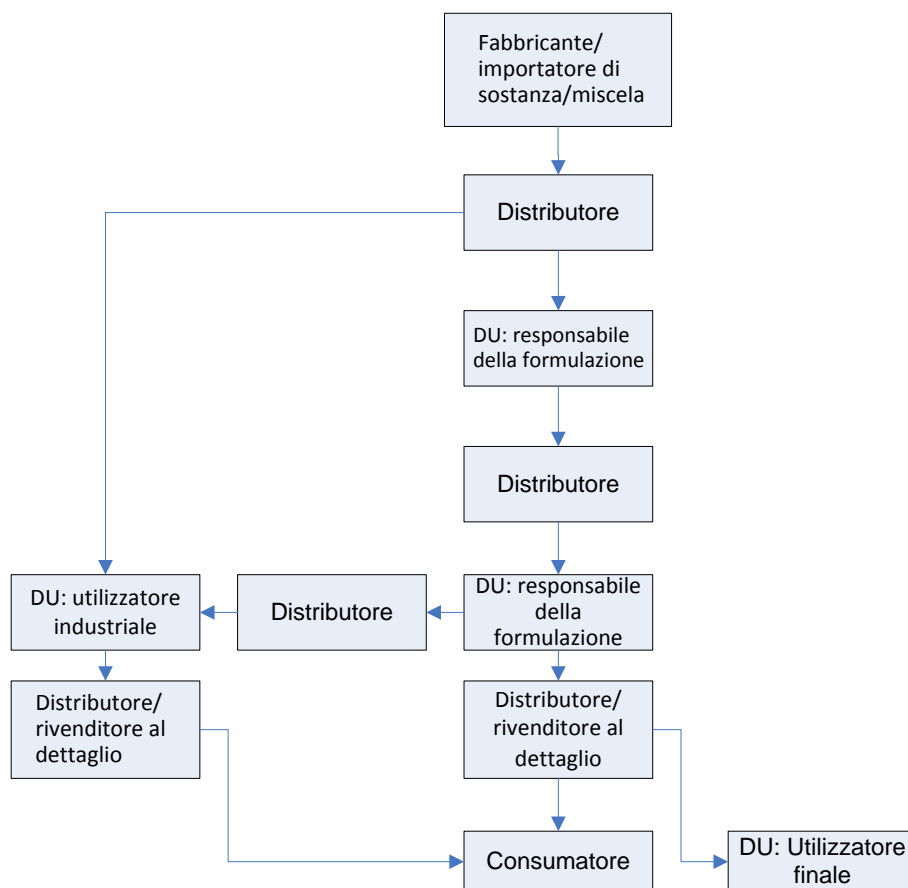 Fabbricante/
importatore di
sostanza/miscela
Distributore
DU: responsabile
della formulazione
Distributore
DU: utilizzatore
industriale
Distributore
DU: responsabile
della
formulazione
Distributore/
rivenditore al
dettaglio
Distributore/
rivenditore al
dettaglio
Consumatore
DU: Utilizzatore
finale